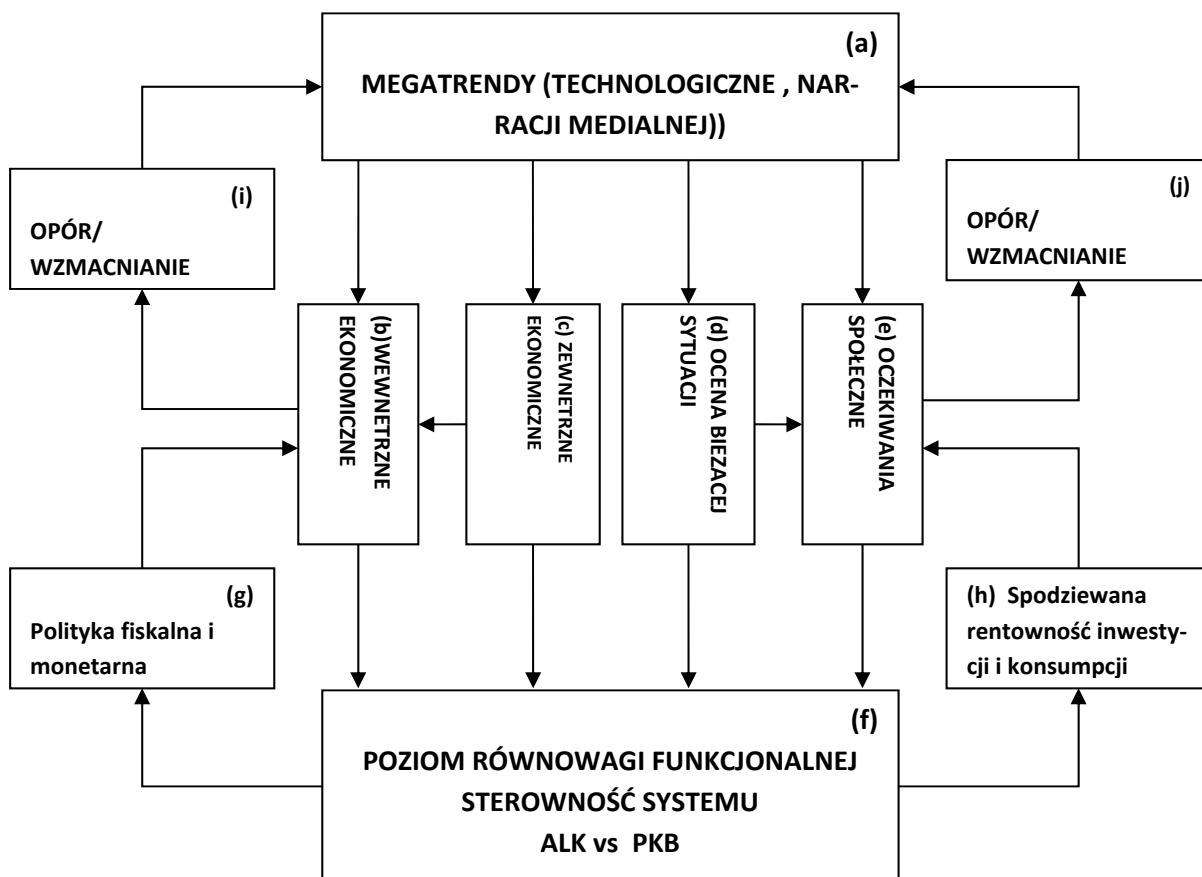 (a)
MEGATRENDY (TECHNOLOGICZNE , NAR-
RACJI MEDIALNEJ))
(i)
OPÓR/
WZMACNIANIE
(j)
OPÓR/
WZMACNIANIE
(b)WEWNETRZNE
EKONOMICZNE
(c) ZEWNETRZNE
EKONOMICZNE
(d) OCENA BIEZACEJ
SYTUACJI
(e) OCZEKIWANIA
SPOŁECZNE
(g)
Polityka fiskalna i
monetarna
(h) Spodziewana
rentowność inwesty-
cji i konsumpcji
(f)
POZIOM RÓWNOWAGI FUNKCJONALNEJ
STEROWNOŚĆ SYSTEMU
ALK vs PKB